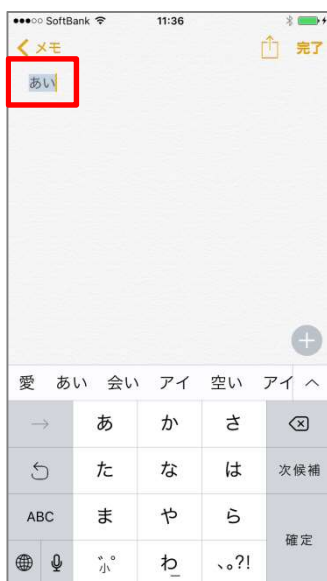 SoftBank 11:36
メモ 完了
あい
愛 あい 会い アイ 空い アイ
→ あ か さ
た な は 次候補
ABC ま や ら 確定
小゛゜ わ 、。?!